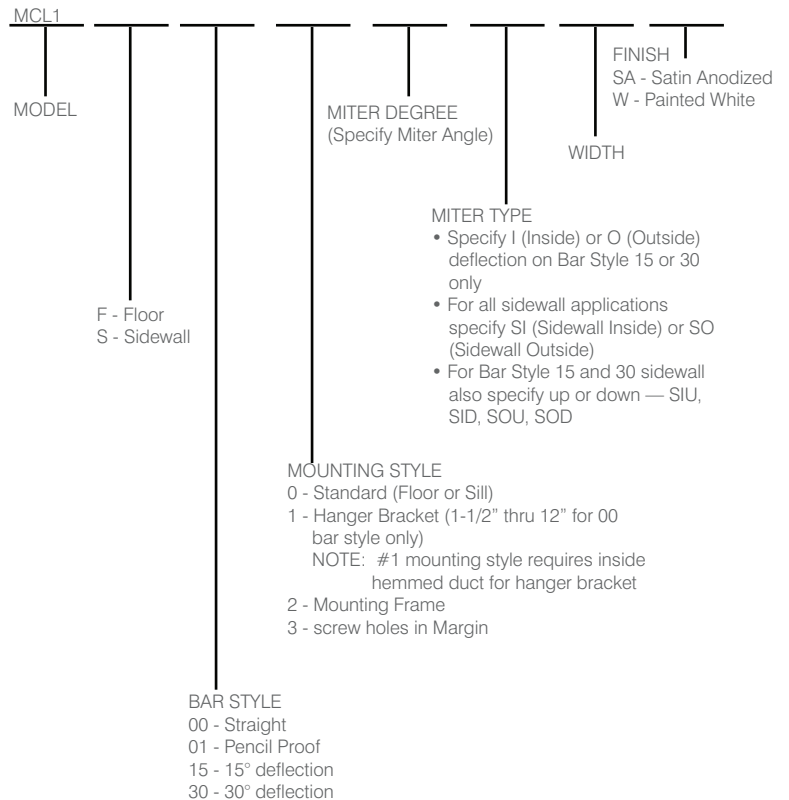 MCL1
MODEL
F - Floor
S - Sidewall
BAR STYLE
00 - Straight
01 - Pencil Proof
15 - 15° deflection
30 - 30° deflection
MOUNTING STYLE
0 - Standard (Floor or Sill)
1 - Hanger Bracket (1-1/2” thru 12” for 00
bar style only)
NOTE: #1 mounting style requires inside
hemmed duct for hanger bracket
2 - Mounting Frame
3 - screw holes in Margin
MITER DEGREE
(Specify Miter Angle)
MITER TYPE
• Specify I (Inside) or O (Outside)
deflection on Bar Style 15 or 30
only
• For all sidewall applications
specify SI (Sidewall Inside) or SO
(Sidewall Outside)
• For Bar Style 15 and 30 sidewall
also specify up or down — SIU,
SID, SOU, SOD
WIDTH
FINISH
SA - Satin Anodized
W - Painted White